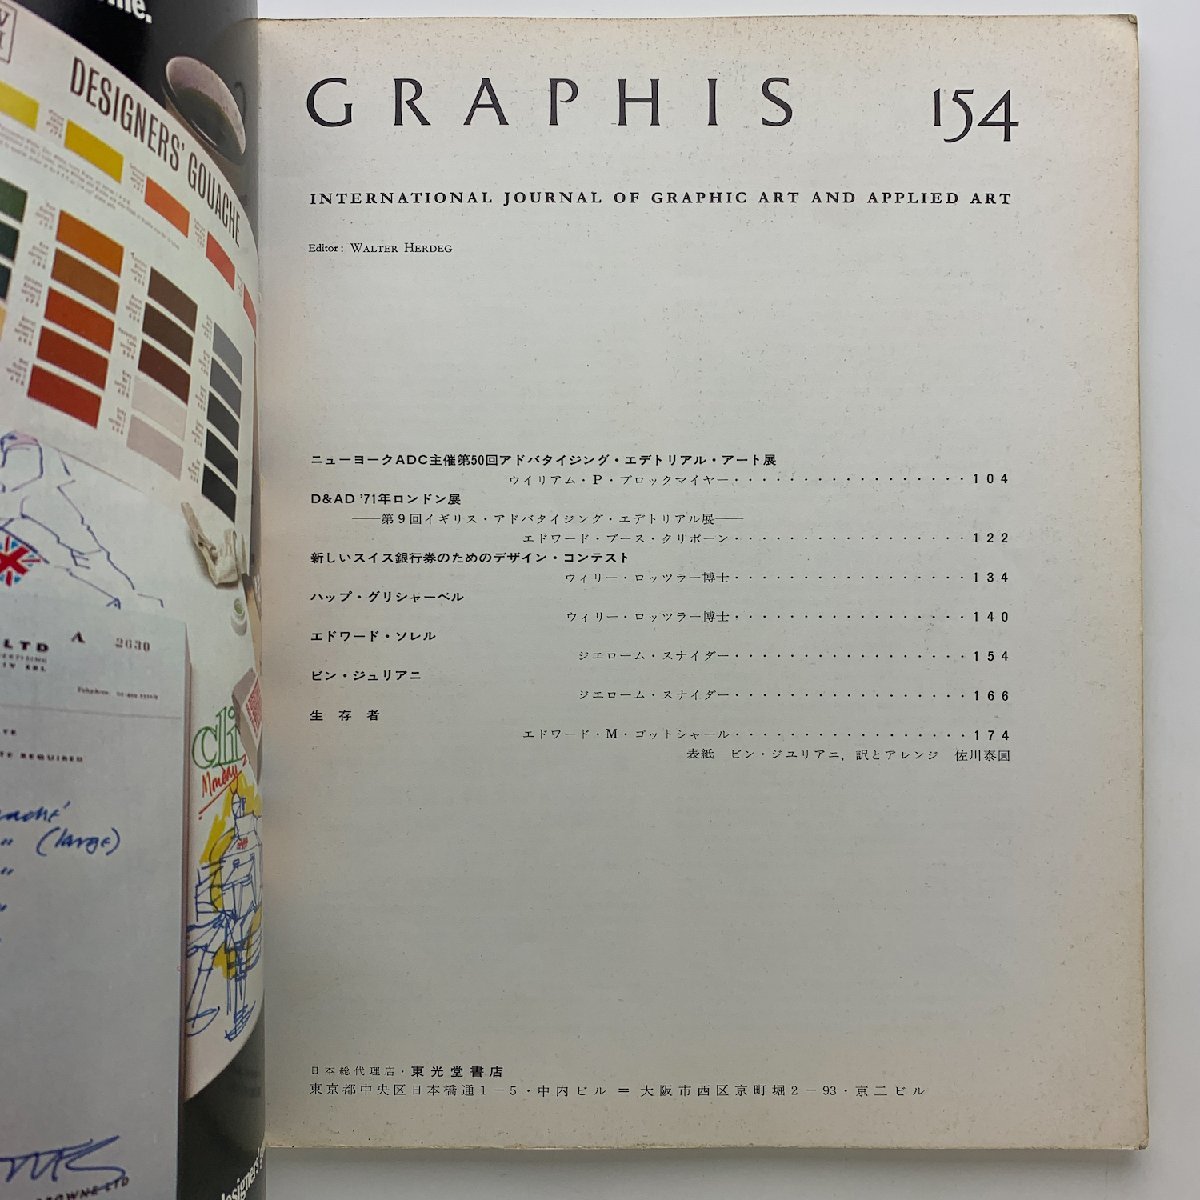 DESIGNERS' GOUACHE
LTD
A 2630
REQUIRED
(large)
cli
Monday
GRAPHIS 154
INTERNATIONAL JOURNAL OF GRAPHIC ART AND APPLIED ART
Editor: WALTER HERDEG
ニューヨークADC主催第50回アドバタイジング・エデトリアル・アート展
ウイリアム・P・ブロックマイヤー・・・・・・・・・・・・・・・・・104
D&AD '71年ロンドン展
――第9回イギリス・アドバタイジング・エデトリアル展――
エドワード・ブース・クリボーン・・・・・・・・・・・・・・・・・122
新しいスイス銀行券のためのデザイン・コンテスト
ウィリー・ロッツラー博士・・・・・・・・・・・・・・・・・134
ハップ・グリシャーベル
ウィリー・ロッツラー博士・・・・・・・・・・・・・・・・・140
エドワード・ソレル
ジェローム・スナイダー・・・・・・・・・・・・・・・・・154
ビン・ジュリアニ
ジェローム・スナイダー・・・・・・・・・・・・・・・・・166
生存者
エドワード・M・ゴットシャール・・・・・・・・・・・・・・・・・174
表紙 ビン・ジュリアニ, 訳とアレンジ 佐川泰国
日本総代理店・東光堂書店
東京都中央区日本橋通1-5・中内ビル=大阪市西区京町堀2-93・京二ビル